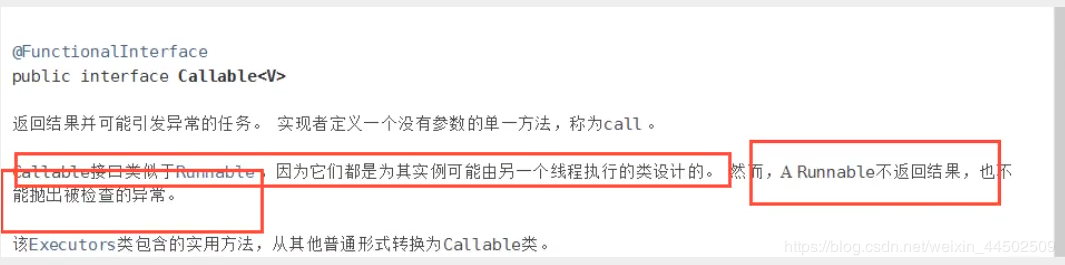 @FunctionalInterface
public interface Callable<V>
返回结果并可能引发异常的任务。 实现者定义一个没有参数的单一方法，称为call 。
Callable接口类似于Runnable ，因为它们都是为其实例可能由另一个线程执行的类设计的。 然而，A Runnable不返回结果，也不
能抛出被检查的异常。
该Executors类包含的实用方法，从其他普通形式转换为Callable类。
https://blog.csdn.net/weixin_44502509